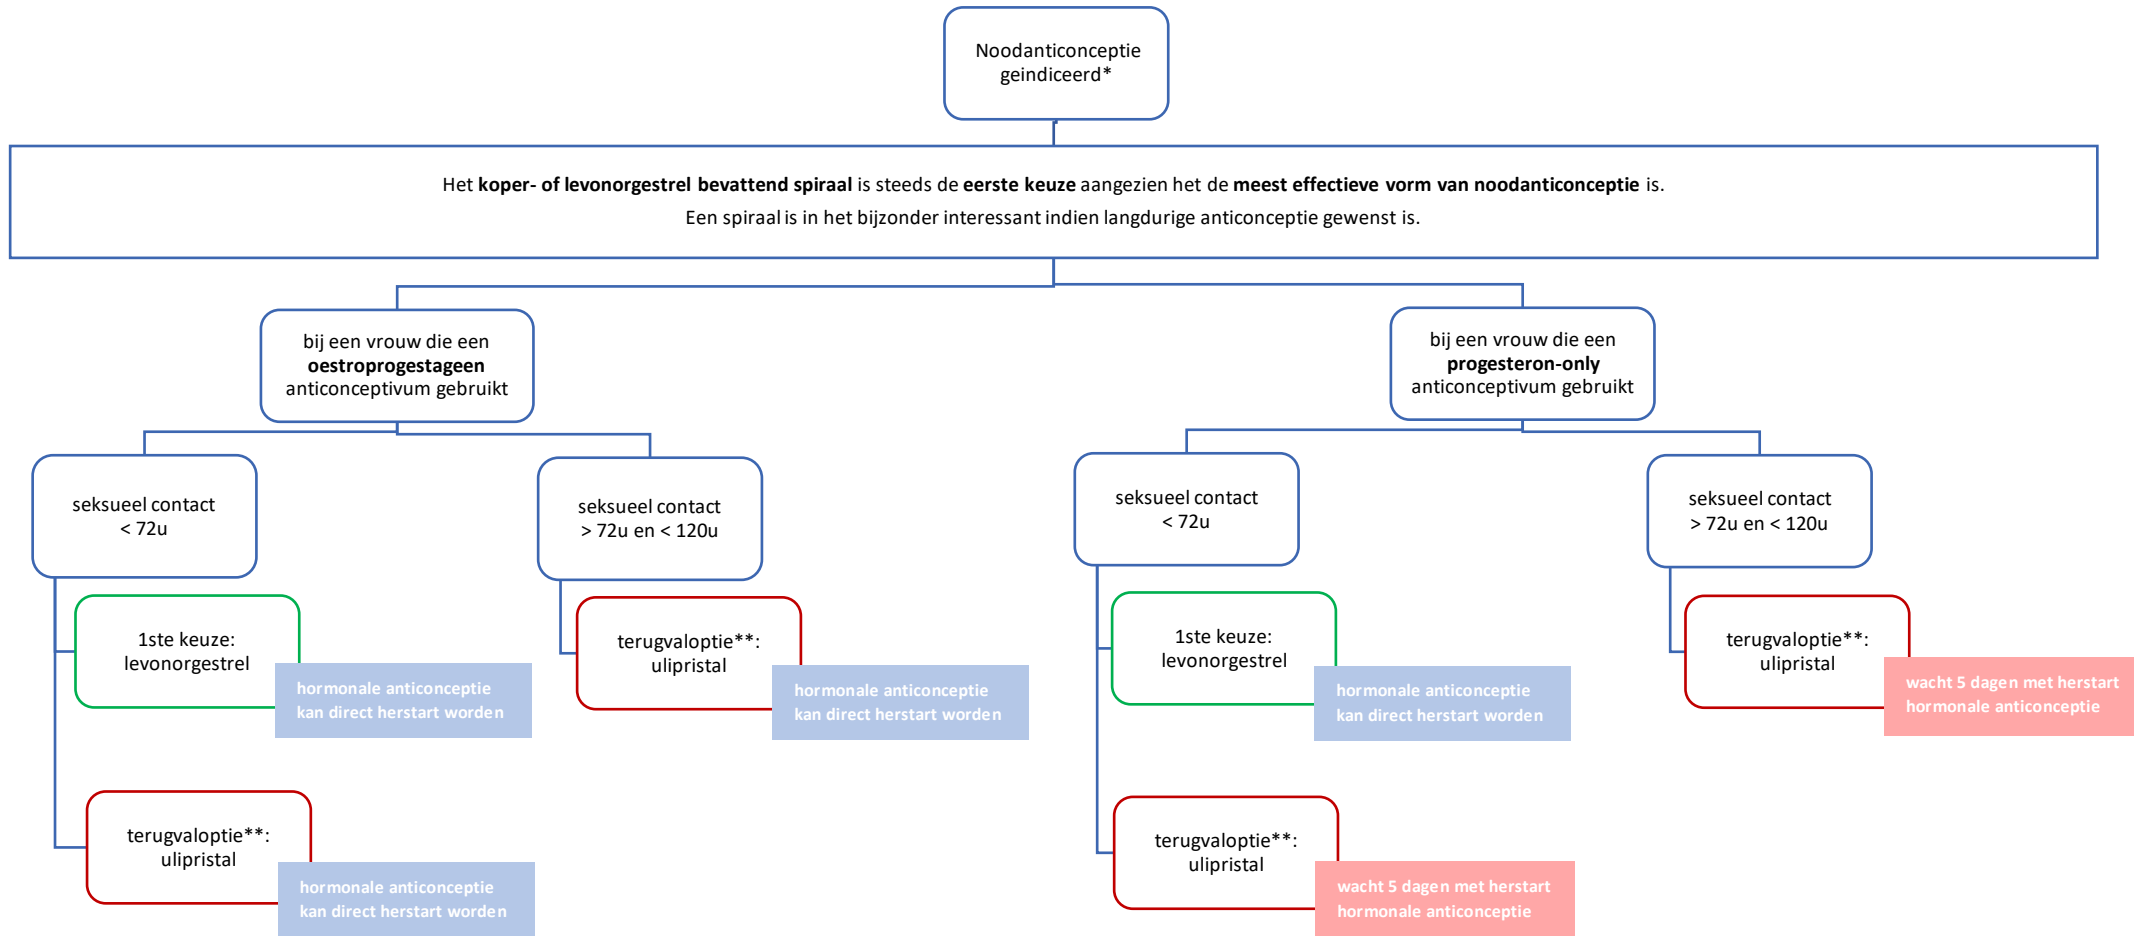 Noodanticonceptie
geindiceerd*
Het koper- of levonorgestrel bevattend spiraal is steeds de eerste keuze aangezien het de meest effectieve vorm van noodanticonceptie is.
Een spiraal is in het bijzonder interessant indien langdurige anticonceptie gewenst is.
bij een vrouw die een
oestroprogestageen
anticonceptivum gebruikt
bij een vrouw die een
progesteron-only
anticonceptivum gebruikt
seksueel contact
< 72u
seksueel contact
> 72u en < 120u
seksueel contact
< 72u
seksueel contact
> 72u en < 120u
1ste keuze:
levonorgestrel
hormonale anticonceptie
kan direct herstart worden
terugvaloptie**:
ulipristal
hormonale anticonceptie
kan direct herstart worden
1ste keuze:
levonorgestrel
hormonale anticonceptie
kan direct herstart worden
terugvaloptie**:
ulipristal
wacht 5 dagen met herstart
hormonale anticonceptie
terugvaloptie**:
ulipristal
hormonale anticonceptie
kan direct herstart worden
terugvaloptie**:
ulipristal
wacht 5 dagen met herstart
hormonale anticonceptie